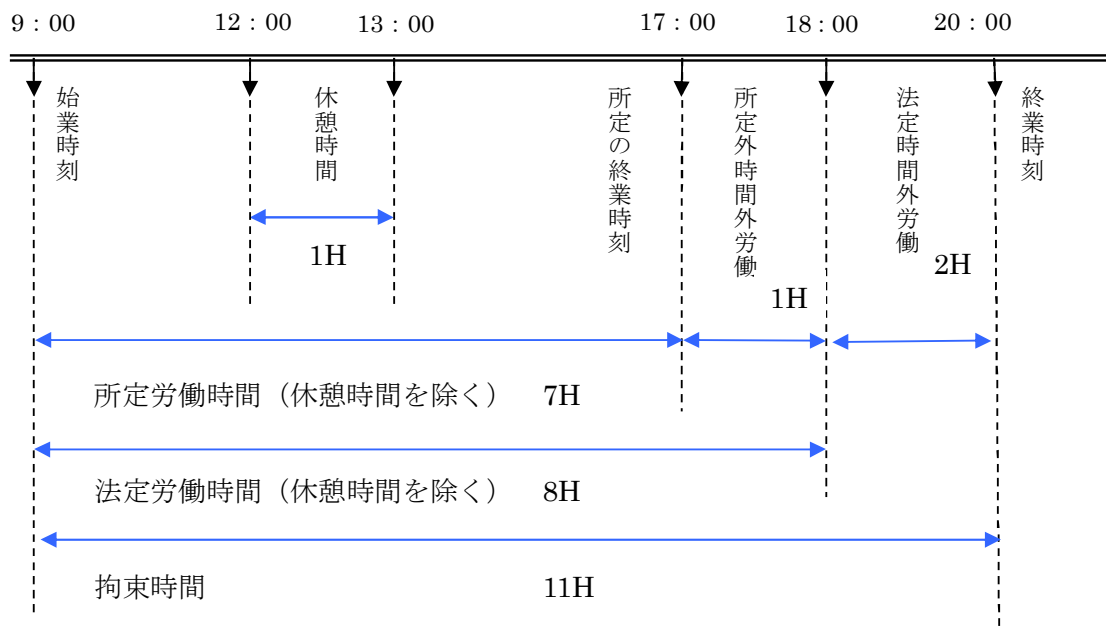 9：00
12：00
13：00
17：00
18：00
20：00
始業時刻
休憩時間
所定の終業時刻
所定外時間外労働
法定時間外労働
終業時刻
1H
2H
1H
所定労働時間（休憩時間を除く） 7H
法定労働時間（休憩時間を除く） 8H
拘束時間 11H